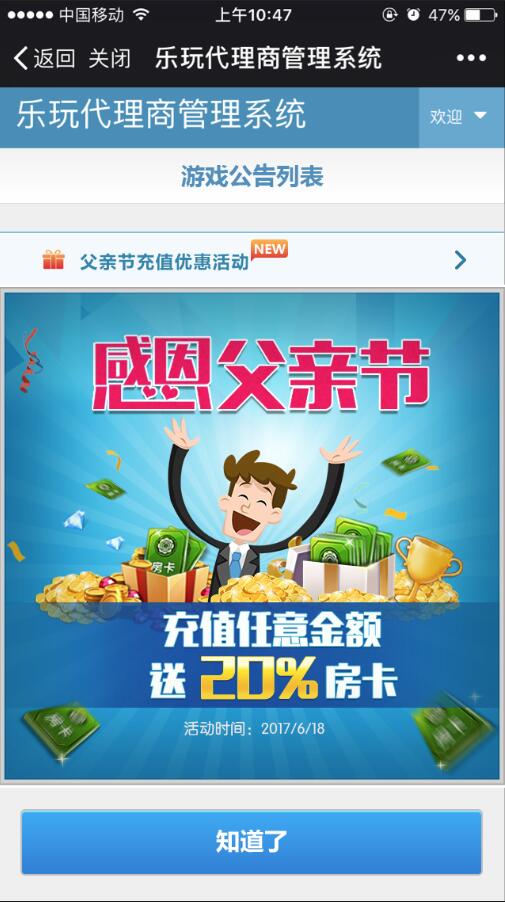 中国移动 上午10:47 47%
返回 关闭 乐玩代理商管理系统
乐玩代理商管理系统 欢迎
游戏公告列表
父亲节充值优惠活动 NEW
感恩父亲节
房卡
充值任意金额
送20%房卡
房卡
活动时间：2017/6/18
知道了